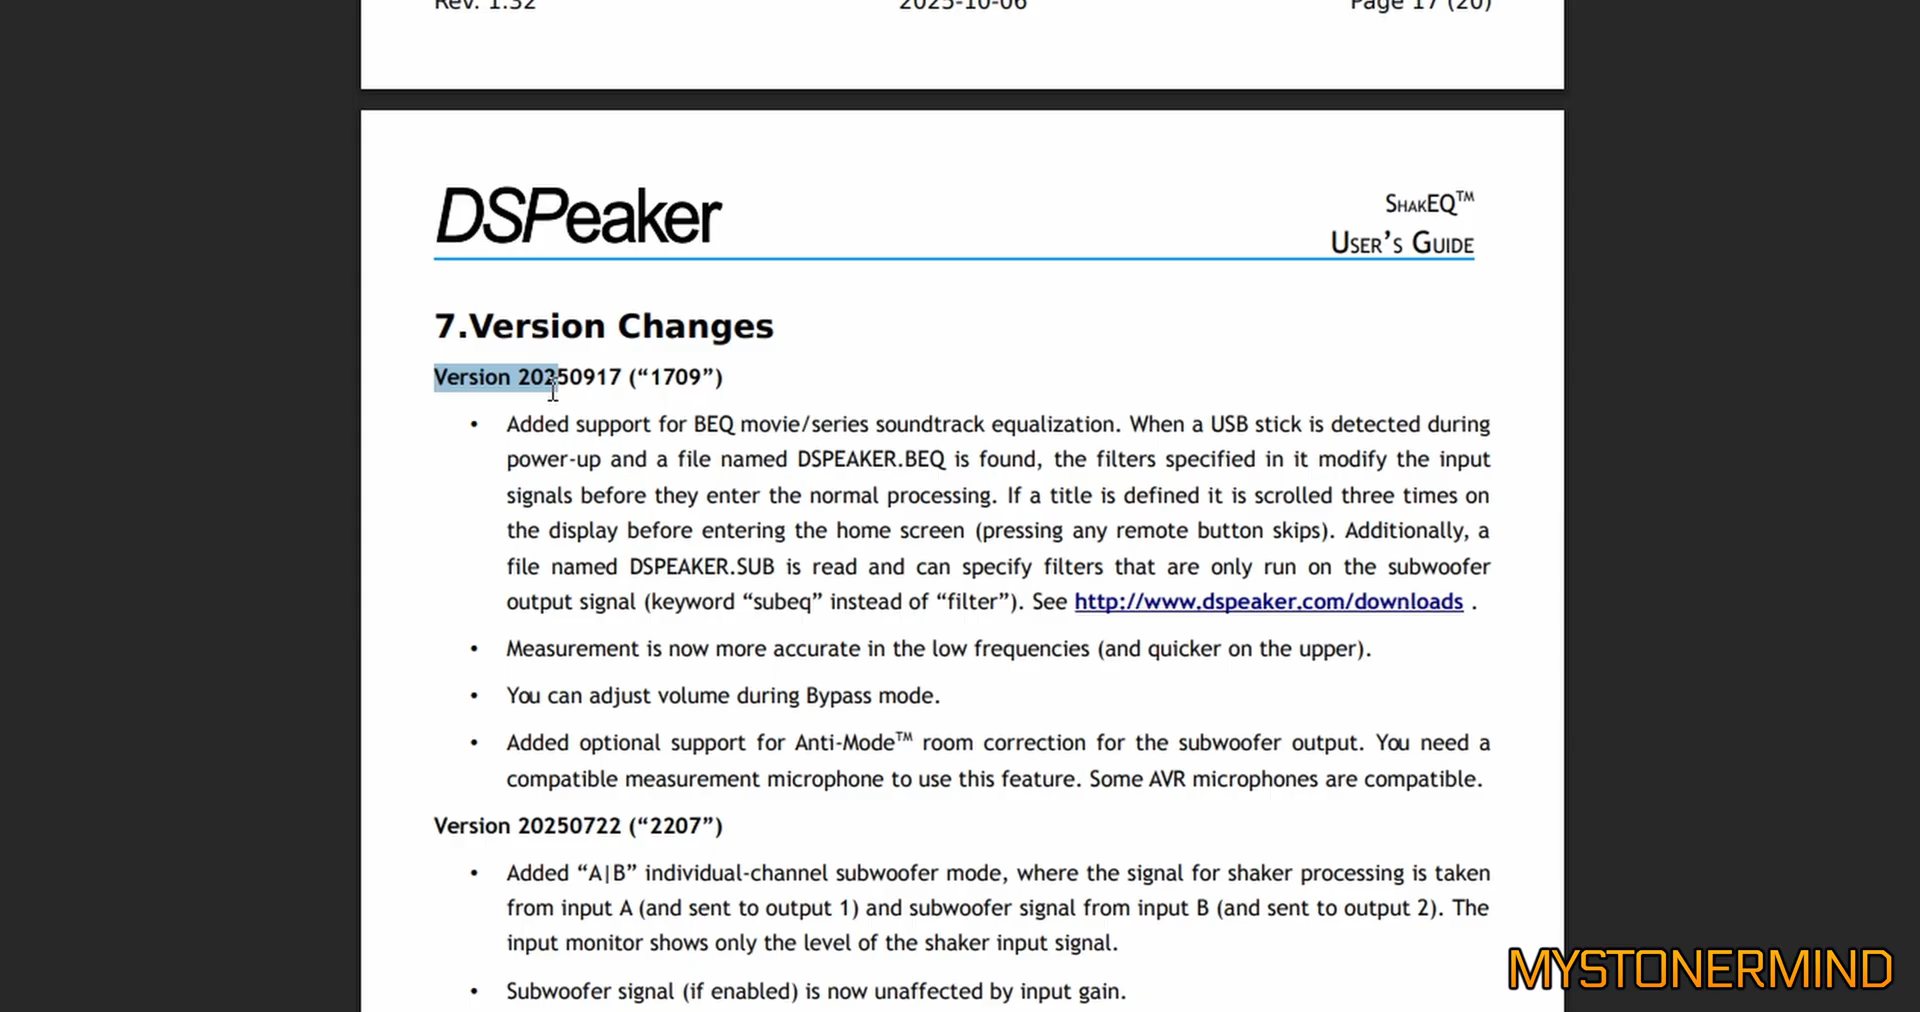 Rev. 1.32 2025-10-06 Page 17 (20)
DSPeaker
SHAKEQ™
USER'S GUIDE
7.Version Changes
Version 20250917 (“1709”)
• Added support for BEQ movie/series soundtrack equalization. When a USB stick is detected during
power-up and a file named DSPEAKER.BEQ is found, the filters specified in it modify the input
signals before they enter the normal processing. If a title is defined it is scrolled three times on
the display before entering the home screen (pressing any remote button skips). Additionally, a
file named DSPEAKER.SUB is read and can specify filters that are only run on the subwoofer
output signal (keyword “subeq” instead of “filter”). See http://www.dspeaker.com/downloads .
• Measurement is now more accurate in the low frequencies (and quicker on the upper).
• You can adjust volume during Bypass mode.
• Added optional support for Anti-Mode™ room correction for the subwoofer output. You need a
compatible measurement microphone to use this feature. Some AVR microphones are compatible.
Version 20250722 (“2207”)
• Added “A|B” individual-channel subwoofer mode, where the signal for shaker processing is taken
from input A (and sent to output 1) and subwoofer signal from input B (and sent to output 2). The
input monitor shows only the level of the shaker input signal.
• Subwoofer signal (if enabled) is now unaffected by input gain.
MYSTONERMIND